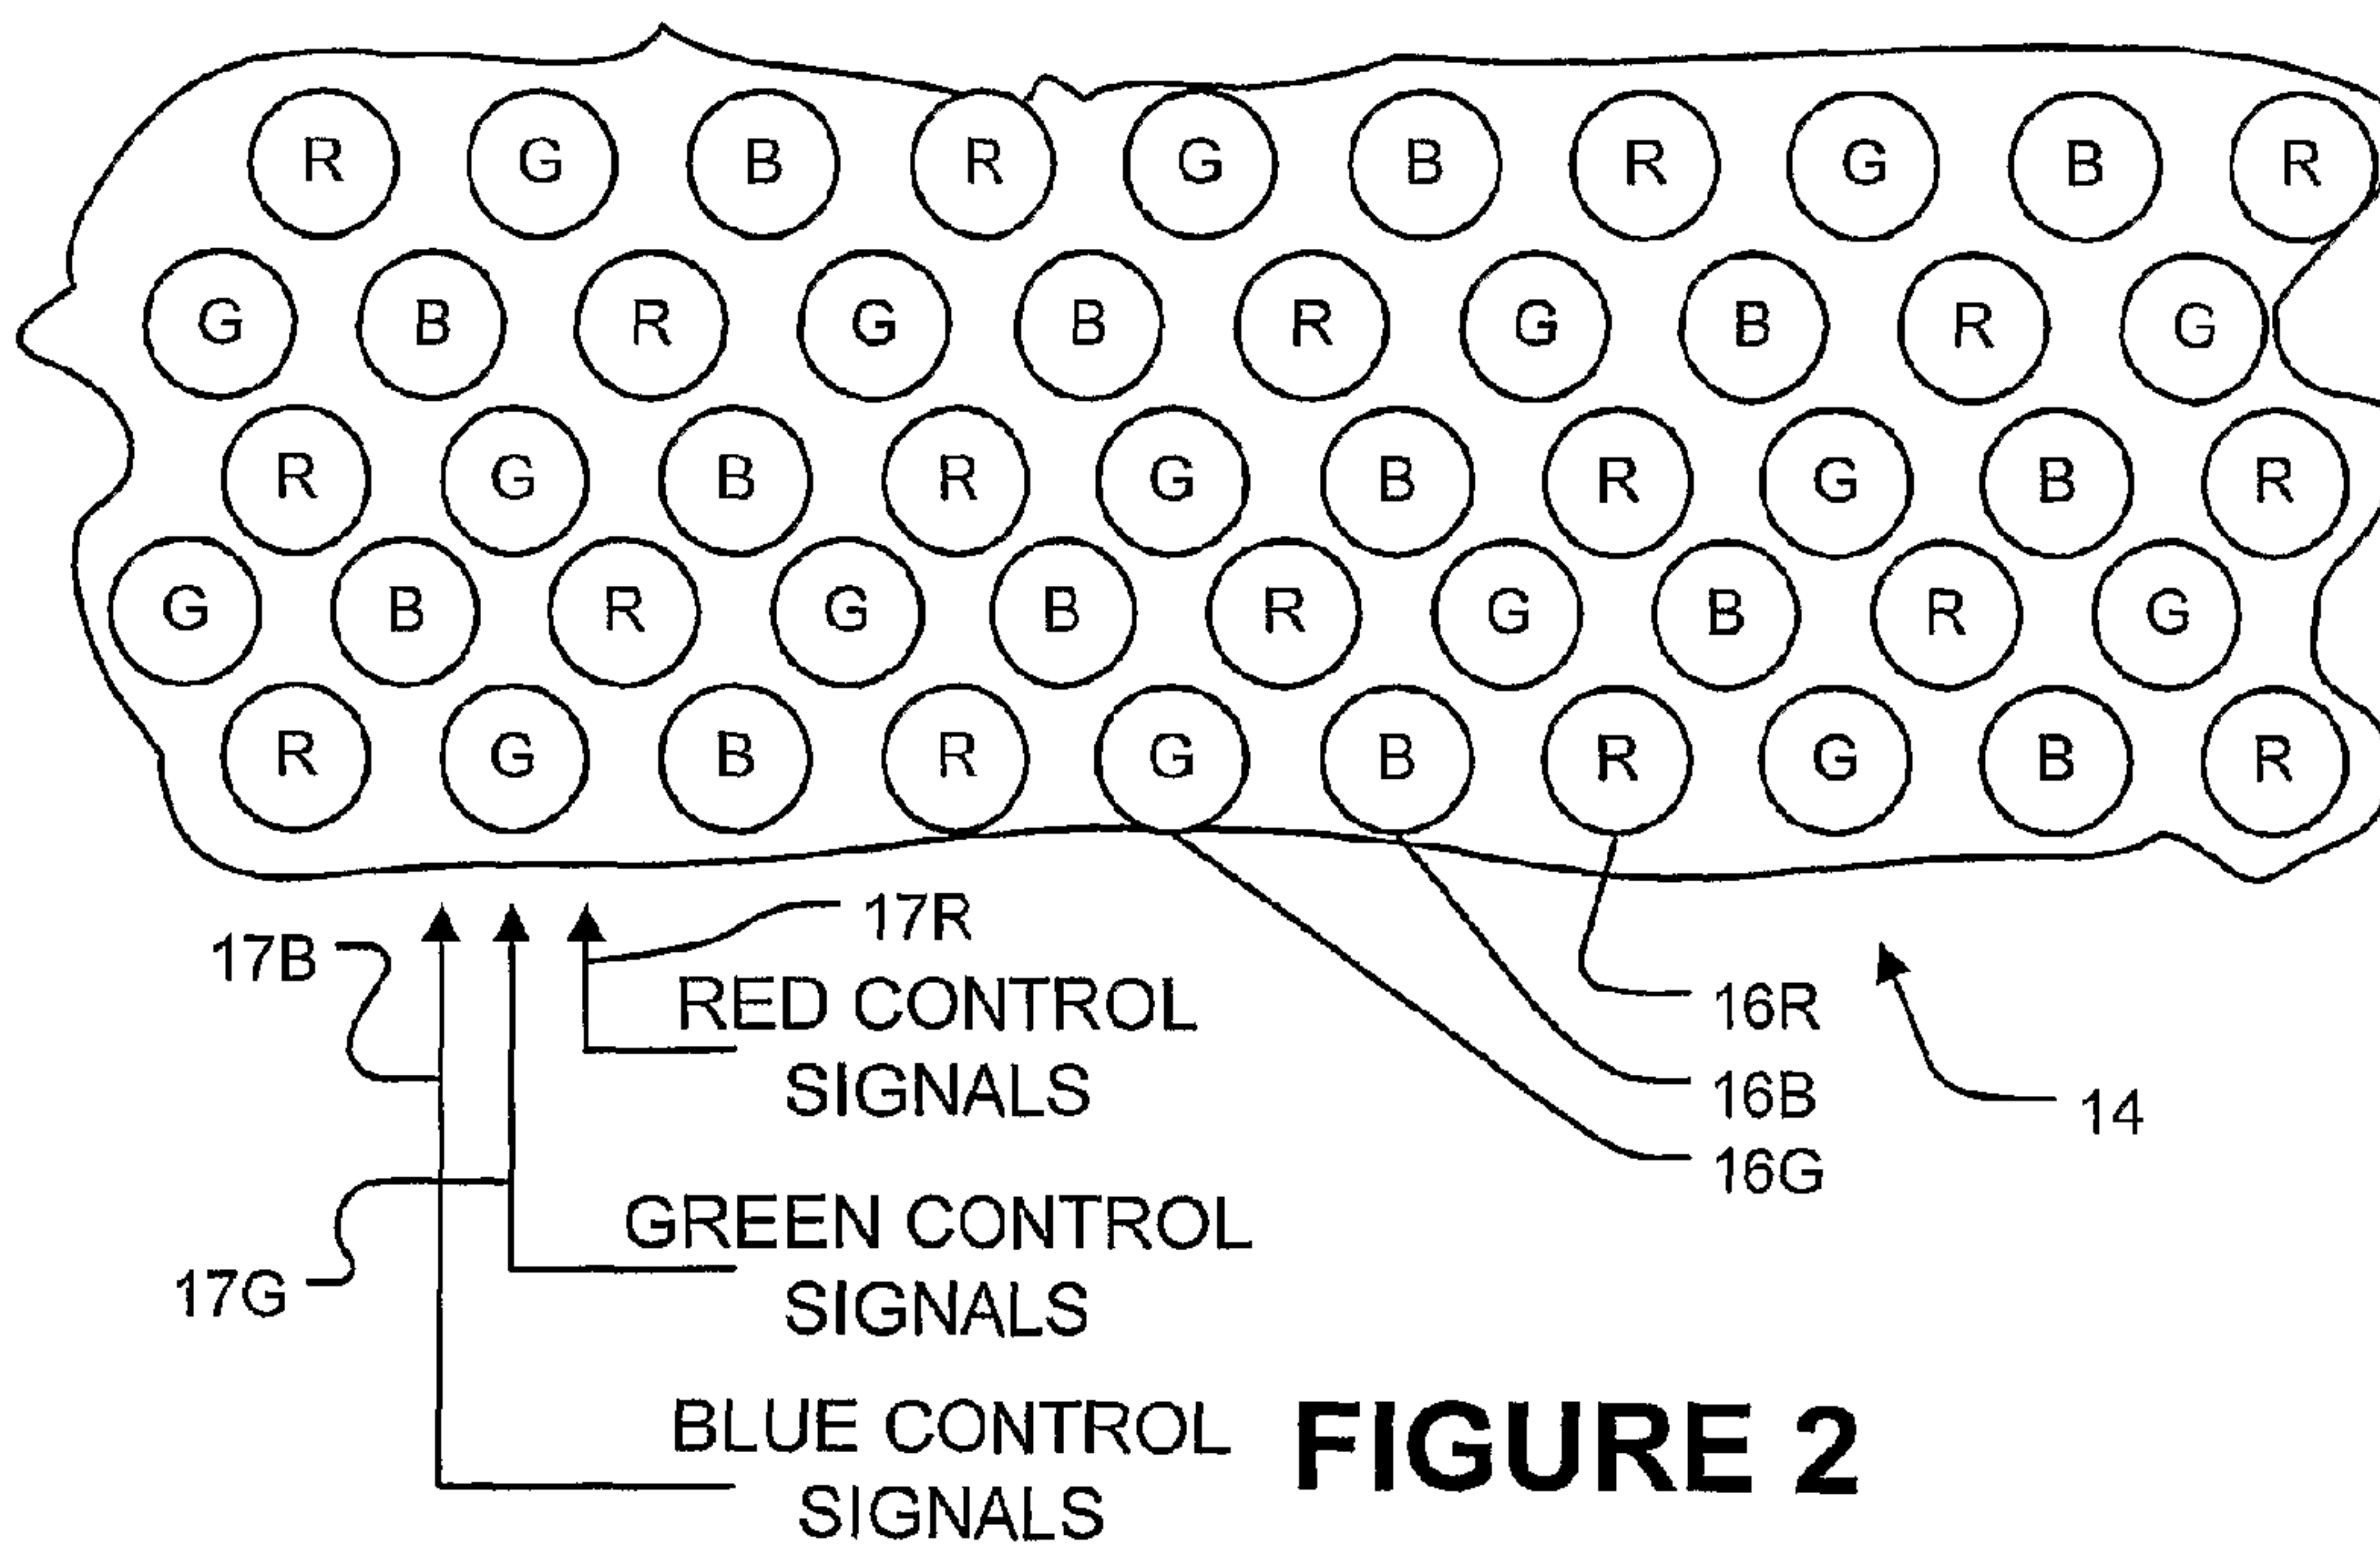 R G B R G B R G B R
G B R G B R G B R G
R G B R G B R G B R
G B R G B R G B R G
R G B R G B R G B R
17R
17B
RED CONTROL
SIGNALS
16R
16B
14
16G
GREEN CONTROL
SIGNALS
17G
BLUE CONTROL
SIGNALS
FIGURE 2